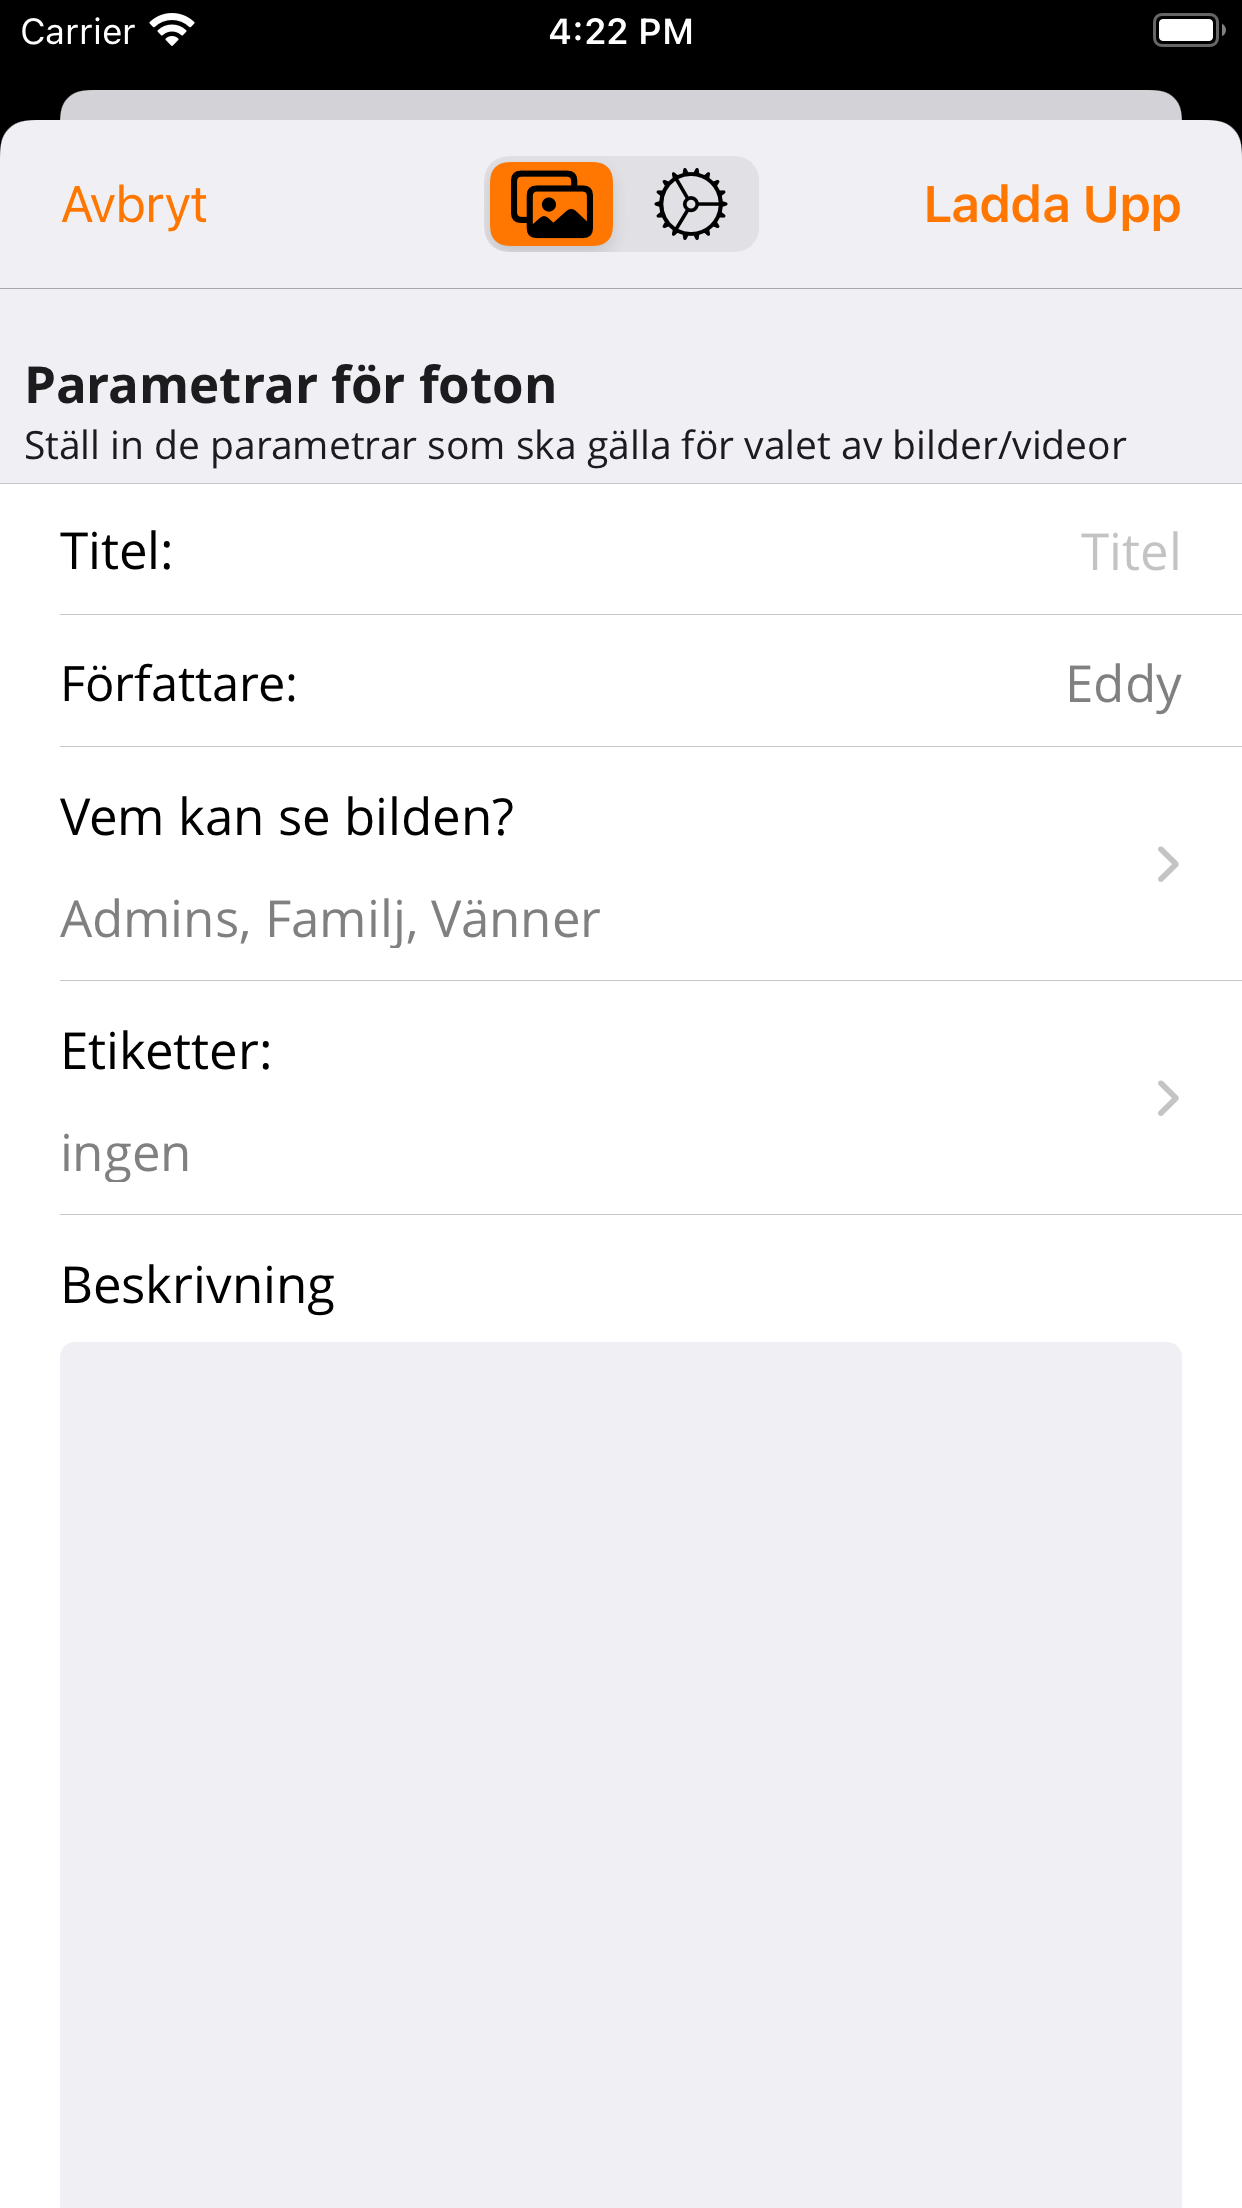 Carrier 4:22 PM
Avbryt Ladda Upp
Parametrar för foton
Ställ in de parametrar som ska gälla för valet av bilder/videor
Titel: Titel
Författare: Eddy
Vem kan se bilden?
Admins, Familj, Vänner
Etiketter:
ingen
Beskrivning